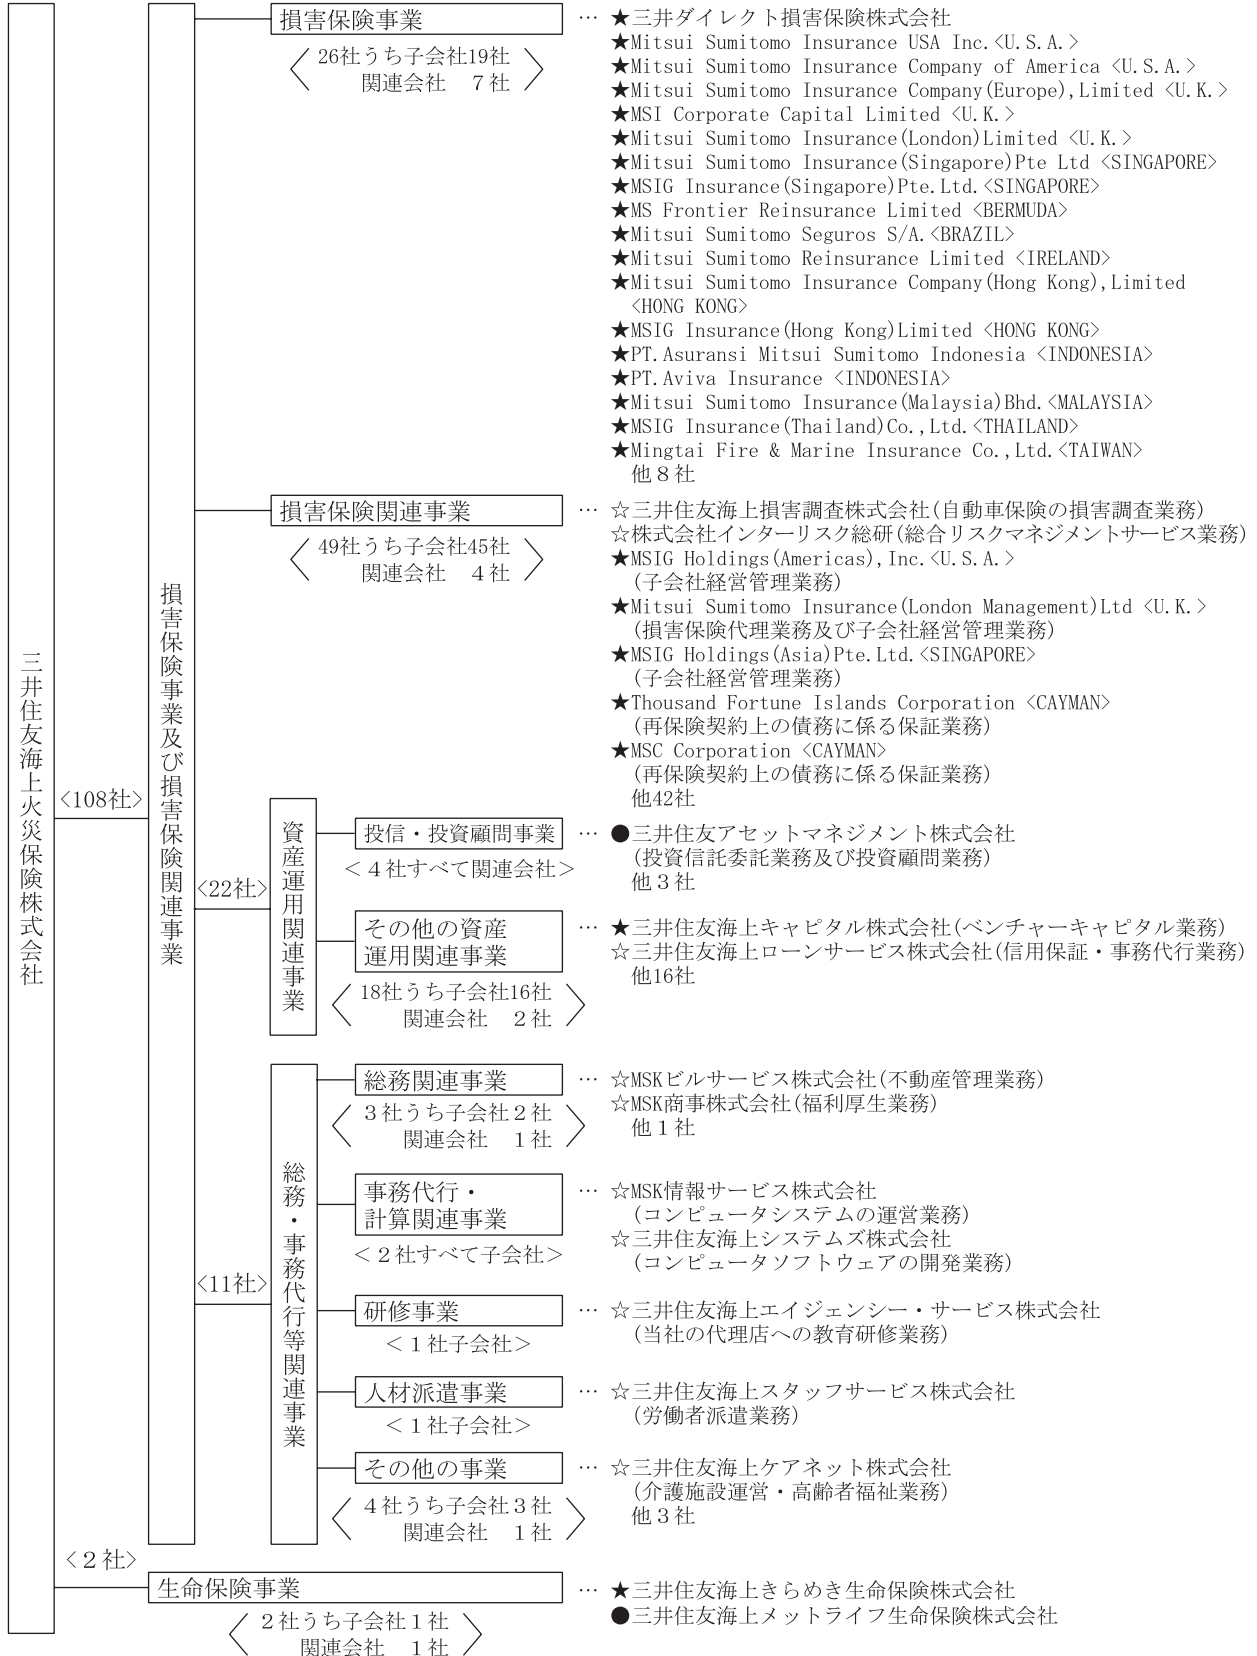 三井住友海上火災保険株式会社
<108社>
損害保険事業及び損害保険関連事業
損害保険事業
26社うち子会社19社
関連会社 7社
… ★三井ダイレクト損害保険株式会社
★Mitsui Sumitomo Insurance USA Inc.<U.S.A.>
★Mitsui Sumitomo Insurance Company of America <U.S.A.>
★Mitsui Sumitomo Insurance Company(Europe),Limited <U.K.>
★MSI Corporate Capital Limited <U.K.>
★Mitsui Sumitomo Insurance(London)Limited <U.K.>
★Mitsui Sumitomo Insurance(Singapore)Pte Ltd <SINGAPORE>
★MSIG Insurance(Singapore)Pte.Ltd.<SINGAPORE>
★MS Frontier Reinsurance Limited <BERMUDA>
★Mitsui Sumitomo Seguros S/A.<BRAZIL>
★Mitsui Sumitomo Reinsurance Limited <IRELAND>
★Mitsui Sumitomo Insurance Company(Hong Kong),Limited
<HONG KONG>
★MSIG Insurance(Hong Kong)Limited <HONG KONG>
★PT.Asuransi Mitsui Sumitomo Indonesia <INDONESIA>
★PT.Aviva Insurance <INDONESIA>
★Mitsui Sumitomo Insurance(Malaysia)Bhd.<MALAYSIA>
★MSIG Insurance(Thailand)Co.,Ltd.<THAILAND>
★Mingtai Fire & Marine Insurance Co.,Ltd.<TAIWAN>
他8社
損害保険関連事業
49社うち子会社45社
関連会社 4社
… ☆三井住友海上損害調査株式会社(自動車保険の損害調査業務)
☆株式会社インターリスク総研(総合リスクマネジメントサービス業務)
★MSIG Holdings(Americas),Inc.<U.S.A.>
(子会社経営管理業務)
★Mitsui Sumitomo Insurance(London Management)Ltd <U.K.>
(損害保険代理業務及び子会社経営管理業務)
★MSIG Holdings(Asia)Pte.Ltd.<SINGAPORE>
(子会社経営管理業務)
★Thousand Fortune Islands Corporation <CAYMAN>
(再保険契約上の債務に係る保証業務)
★MSC Corporation <CAYMAN>
(再保険契約上の債務に係る保証業務)
他42社
<22社>
資産運用関連事業
投信・投資顧問事業
<4社すべて関連会社>
… ●三井住友アセットマネジメント株式会社
(投資信託委託業務及び投資顧問業務)
他3社
その他の資産
運用関連事業
18社うち子会社16社
関連会社 2社
… ★三井住友海上キャピタル株式会社(ベンチャーキャピタル業務)
☆三井住友海上ローンサービス株式会社(信用保証・事務代行業務)
他16社
<11社>
総務・事務代行等関連事業
総務関連事業
3社うち子会社2社
関連会社 1社
… ☆MSKビルサービス株式会社(不動産管理業務)
☆MSK商事株式会社(福利厚生業務)
他1社
事務代行・
計算関連事業
<2社すべて子会社>
… ☆MSK情報サービス株式会社
(コンピュータシステムの運営業務)
☆三井住友海上システムズ株式会社
(コンピュータソフトウェアの開発業務)
研修事業
<1社子会社>
… ☆三井住友海上エイジェンシー・サービス株式会社
(当社の代理店への教育研修業務)
人材派遣事業
<1社子会社>
… ☆三井住友海上スタッフサービス株式会社
(労働者派遣業務)
その他の事業
4社うち子会社3社
関連会社 1社
… ☆三井住友海上ケアネット株式会社
(介護施設運営・高齢者福祉業務)
他3社
<2社>
生命保険事業
2社うち子会社1社
関連会社 1社
… ★三井住友海上きらめき生命保険株式会社
●三井住友海上メットライフ生命保険株式会社